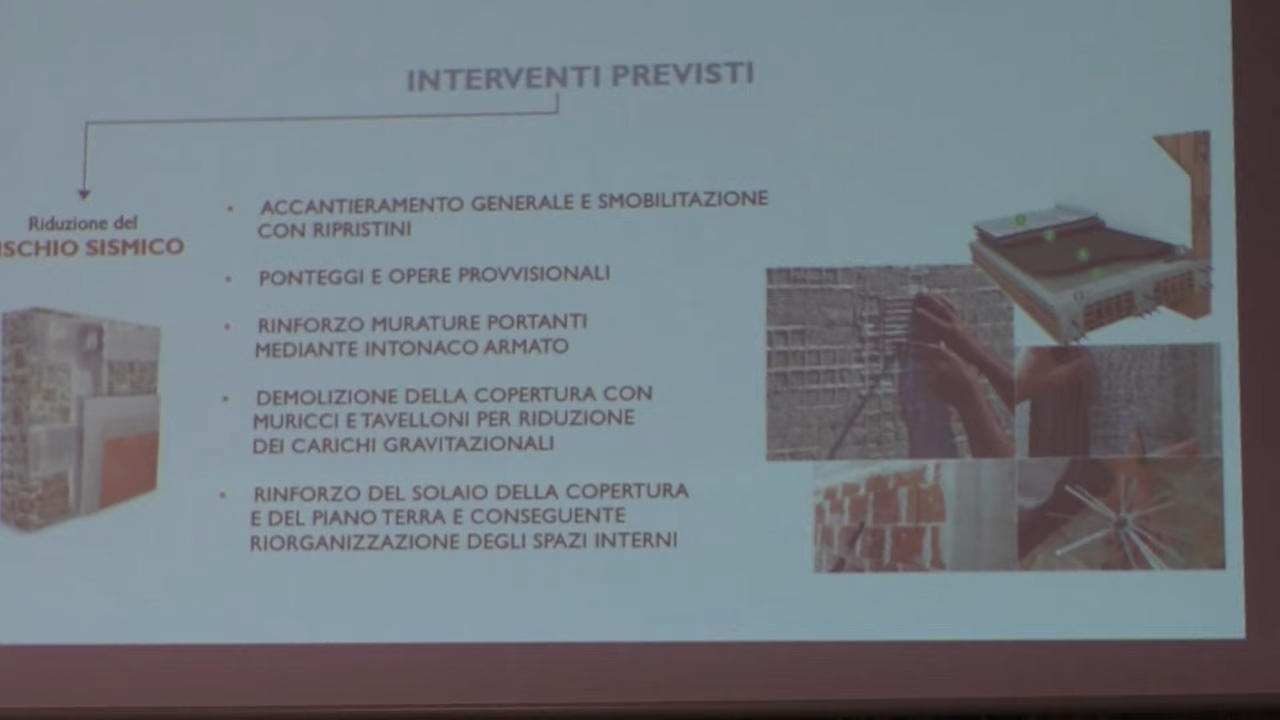 INTERVENTI PREVISTI
Riduzione del
ISCHIO SISMICO
• ACCANTIERAMENTO GENERALE E SMOBILITAZIONE
CON RIPRISTINI
• PONTEGGI E OPERE PROVVISIONALI
• RINFORZO MURATURE PORTANTI
MEDIANTE INTONACO ARMATO
• DEMOLIZIONE DELLA COPERTURA CON
MURICCI E TAVELLONI PER RIDUZIONE
DEI CARICHI GRAVITAZIONALI
• RINFORZO DEL SOLAIO DELLA COPERTURA
E DEL PIANO TERRA E CONSEGUENTE
RIORGANIZZAZIONE DEGLI SPAZI INTERNI